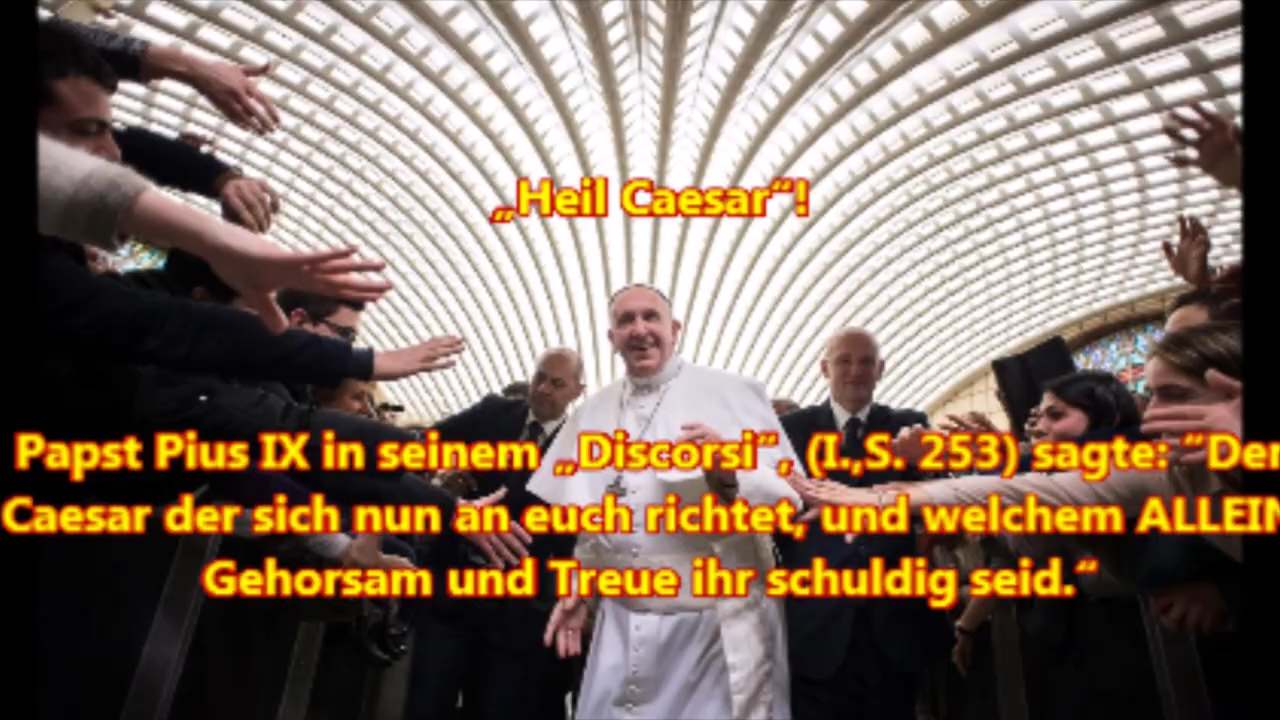 „Heil Caesar“!
Papst Pius IX in seinem „Discorsi“, (I.,S. 253) sagte: “Der
Caesar der sich nun an euch richtet, und welchem ALLEIN
Gehorsam und Treue ihr schuldig seid.“